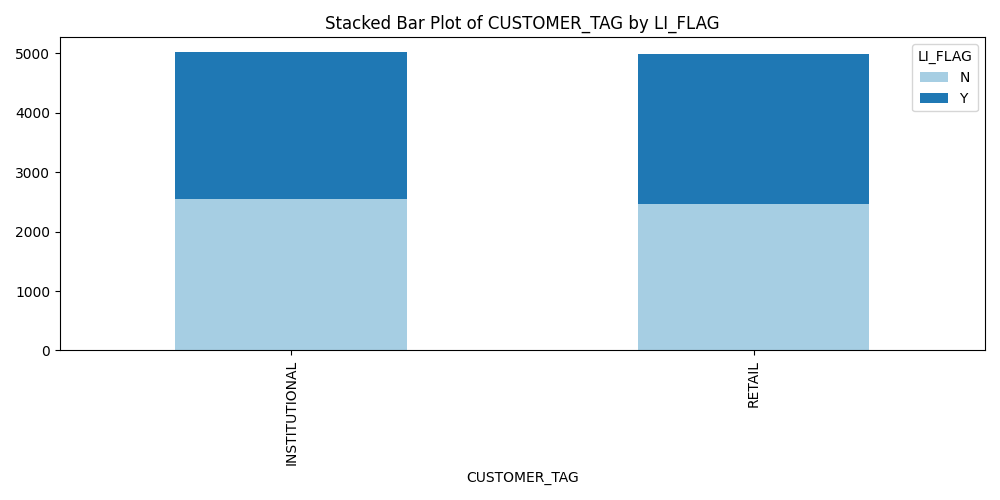 Stacked Bar Plot of CUSTOMER_TAG by LI_FLAG
5000
4000
3000
2000
1000
0
LI_FLAG
N
Y
INSTITUTIONAL
RETAIL
CUSTOMER_TAG